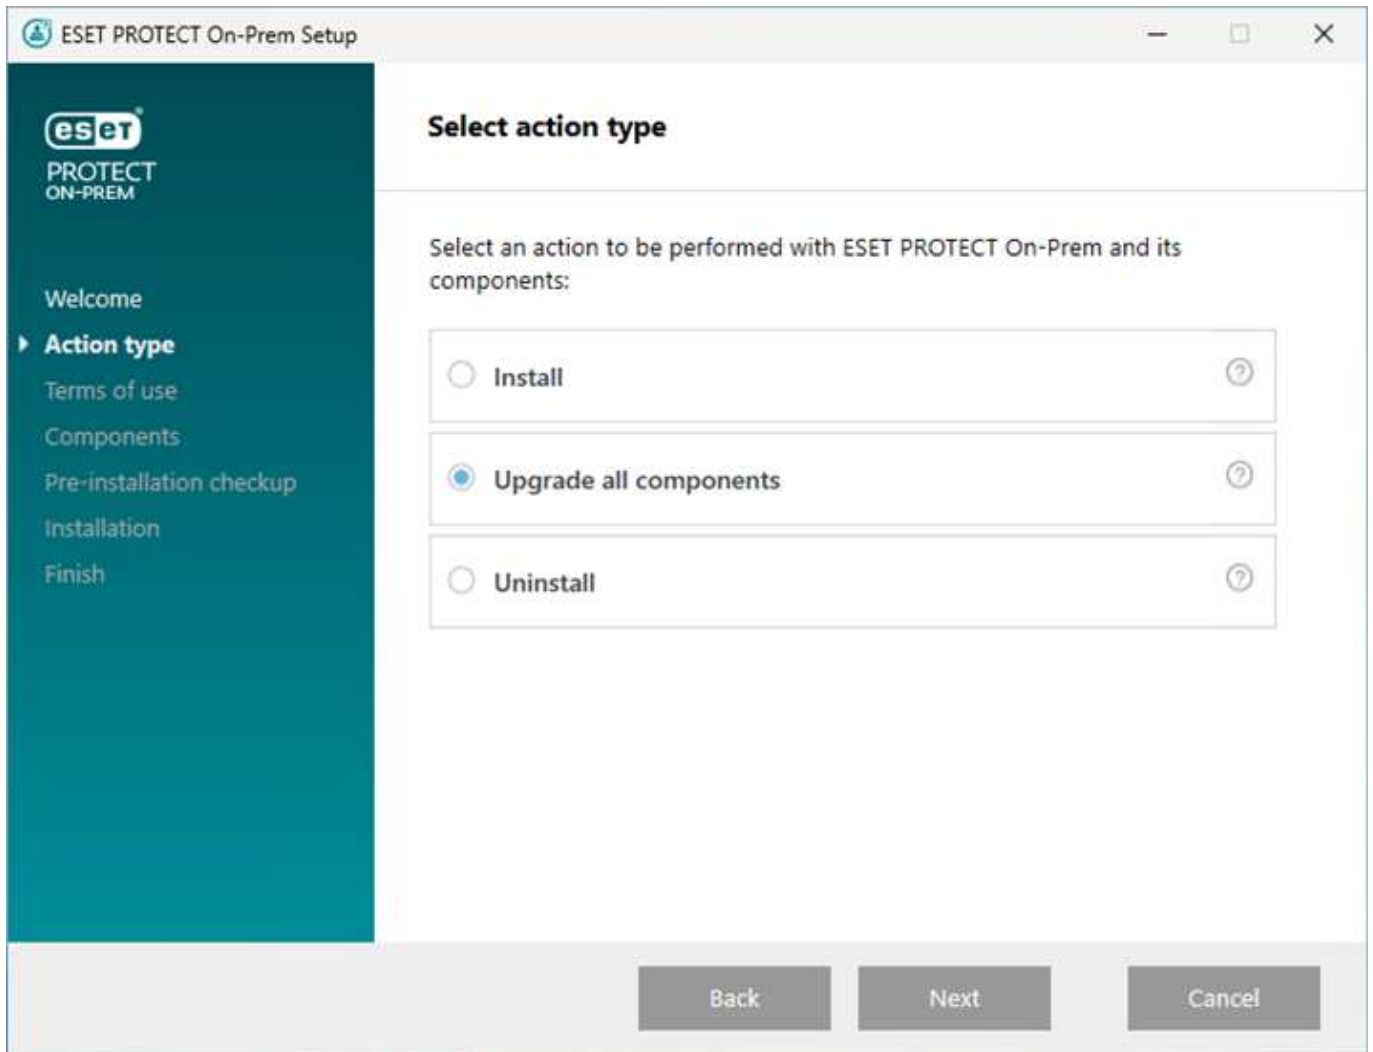 ESET PROTECT On-Prem Setup
eset
PROTECT
ON-PREM
Welcome
Action type
Terms of use
Components
Pre-installation checkup
Installation
Finish
Select action type
Select an action to be performed with ESET PROTECT On-Prem and its
components:
Install
Upgrade all components
Uninstall
Back
Next
Cancel